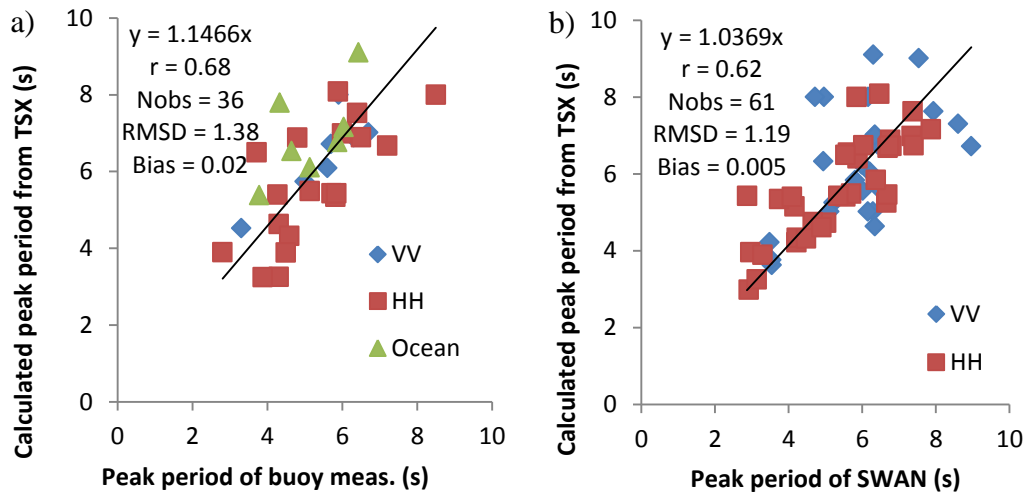 a)
Calculated peak period from TSX (s)
10
8
6
4
2
0
y = 1.1466x
r = 0.68
Nobs = 36
RMSD = 1.38
Bias = 0.02
VV
HH
Ocean
0 2 4 6 8 10
Peak period of buoy meas. (s)
b)
Calculated peak period from TSX (s)
10
8
6
4
2
0
y = 1.0369x
r = 0.62
Nobs = 61
RMSD = 1.19
Bias = 0.005
VV
HH
0 2 4 6 8 10
Peak period of SWAN (s)